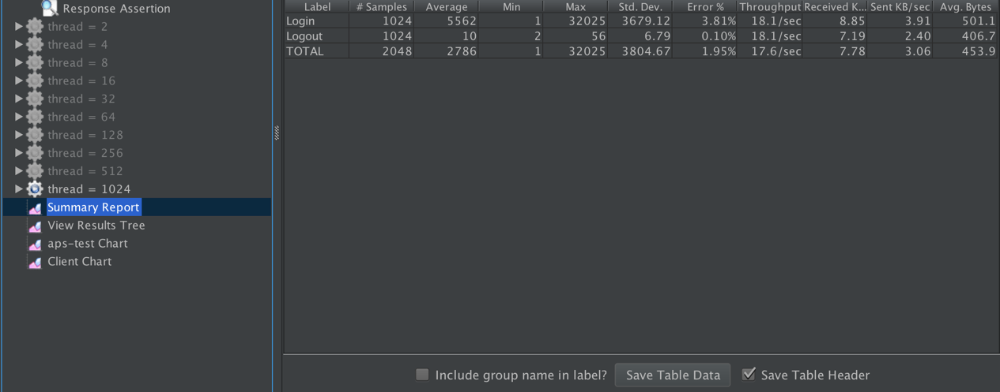 Response Assertion
thread = 2
thread = 4
thread = 8
thread = 16
thread = 32
thread = 64
thread = 128
thread = 256
thread = 512
thread = 1024
Summary Report
View Results Tree
aps-test Chart
Client Chart
Label # Samples Average Min Max Std. Dev. Error % Throughput Received K... Sent KB/sec Avg. Bytes
Login 1024 5562 1 32025 3679.12 3.81% 18.1/sec 8.85 3.91 501.1
Logout 1024 10 2 56 6.79 0.10% 18.1/sec 7.19 2.40 406.7
TOTAL 2048 2786 1 32025 3804.67 1.95% 17.6/sec 7.78 3.06 453.9
Include group name in label? Save Table Data Save Table Header